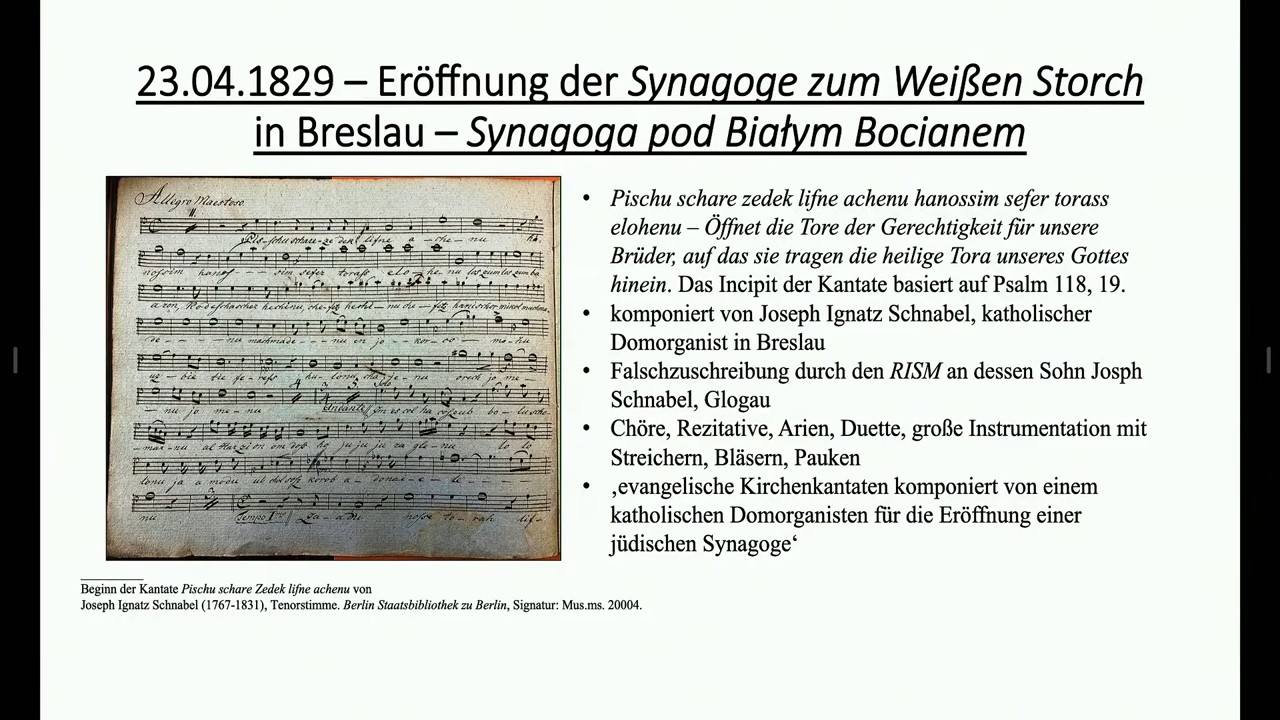 23.04.1829 – Eröffnung der Synagoge zum Weißen Storch
in Breslau – Synagoga pod Białym Bocianem
Allegro Maestoso
• Pischu schare zedek lifne achenu hanossim sefer torass
elohenu – Öffnet die Tore der Gerechtigkeit für unsere
Brüder, auf das sie tragen die heilige Tora unseres Gottes
hinein. Das Incipit der Kantate basiert auf Psalm 118, 19.
• komponiert von Joseph Ignatz Schnabel, katholischer
Domorganist in Breslau
• Falschzuschreibung durch den RISM an dessen Sohn Josph
Schnabel, Glogau
• Chöre, Rezitative, Arien, Duette, große Instrumentation mit
Streichern, Bläsern, Pauken
• ‚evangelische Kirchenkantaten komponiert von einem
katholischen Domorganisten für die Eröffnung einer
jüdischen Synagoge‘
Beginn der Kantate Pischu schare Zedek lifne achenu von
Joseph Ignatz Schnabel (1767-1831), Tenorstimme. Berlin Staatsbibliothek zu Berlin, Signatur: Mus.ms. 20004.